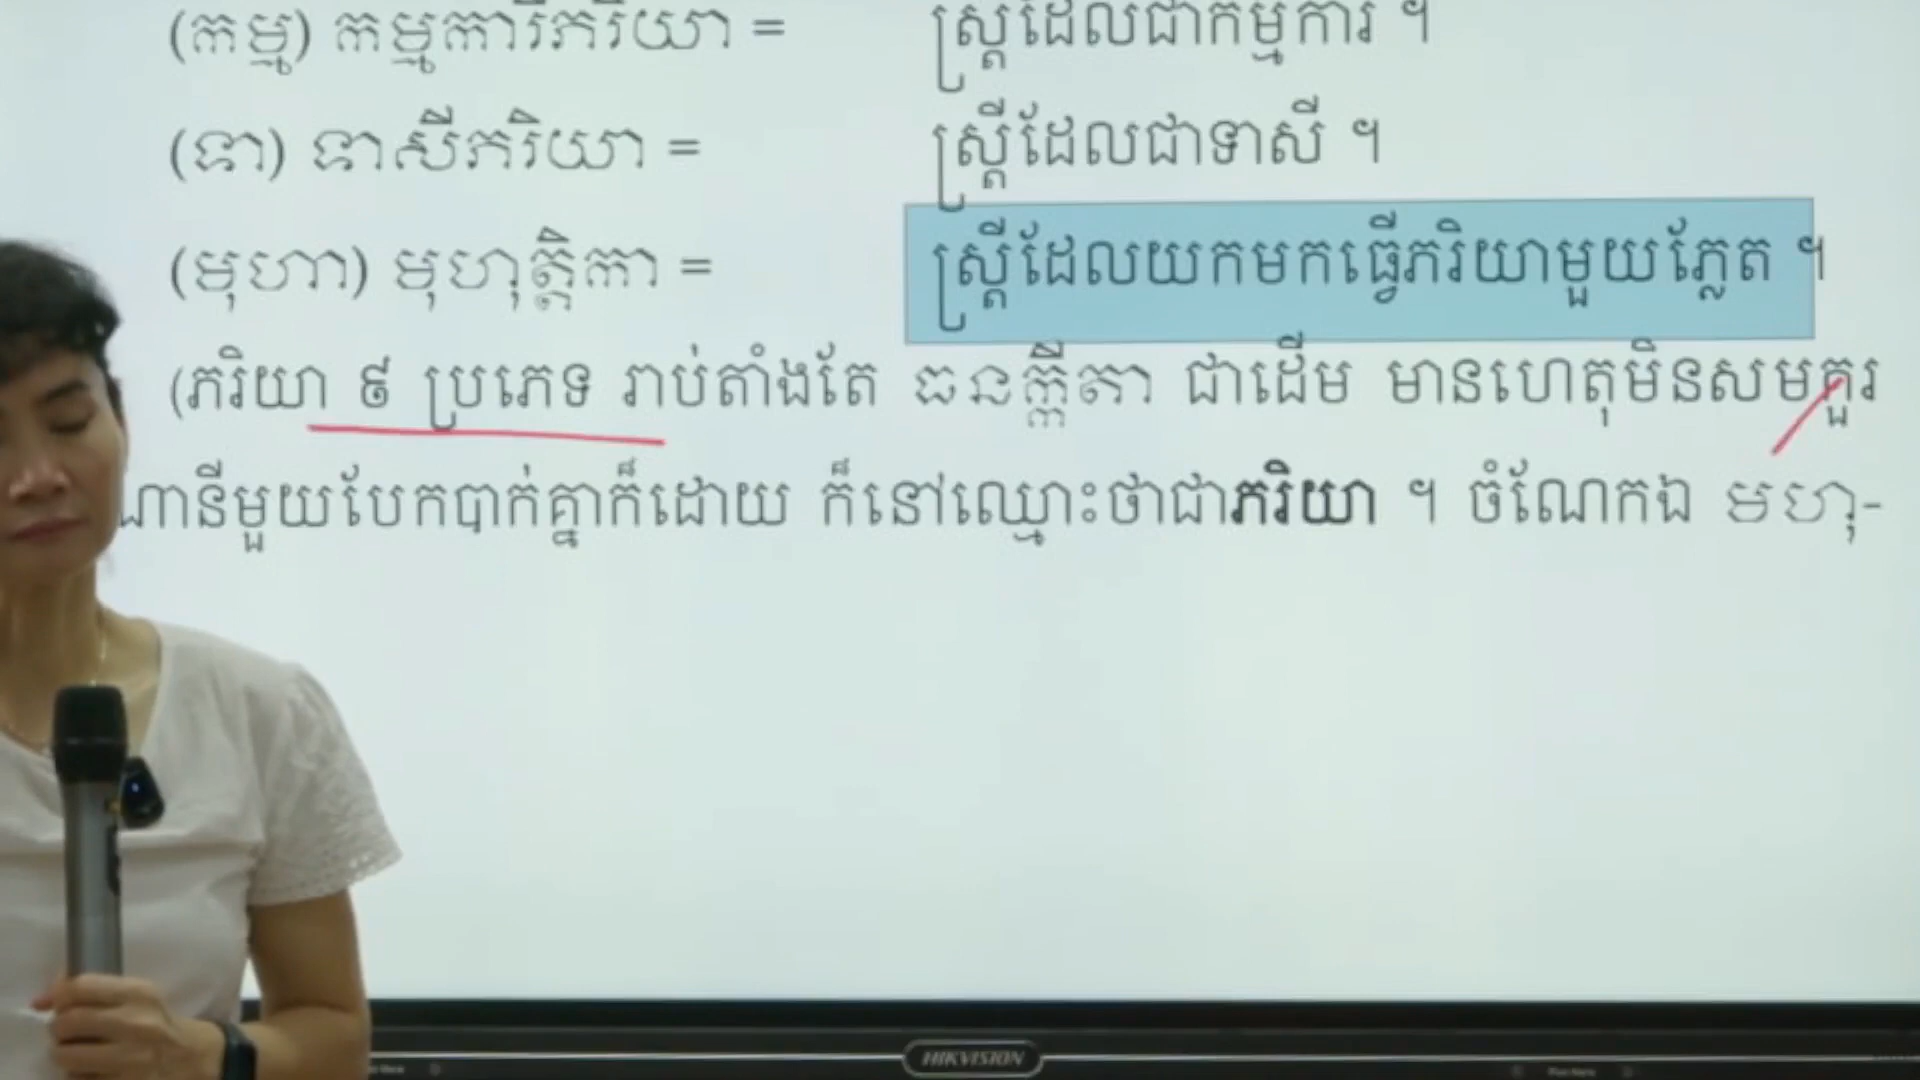 (កម្ម) កម្មការីភរិយា = ស្ត្រីដែលជាកម្មការ ។
(ទា) ទាសីភរិយា = ស្ត្រីដែលជាទាសី ។
(មុហា) មុហុត្តិកា = ស្ត្រីដែលយកមកធ្វើភរិយាមួយភ្លែត ។
(ភរិយា ៩ ប្រភេទ រាប់តាំងតែ ធនក្កីតា ជាដើម មានហេតុមិនសមគួរ
ណានីមួយបែកបាក់គ្នាក៏ដោយ ក៏នៅឈ្មោះថាជាភរិយា ។ ចំណែកឯ មហុ-
HIKVISION